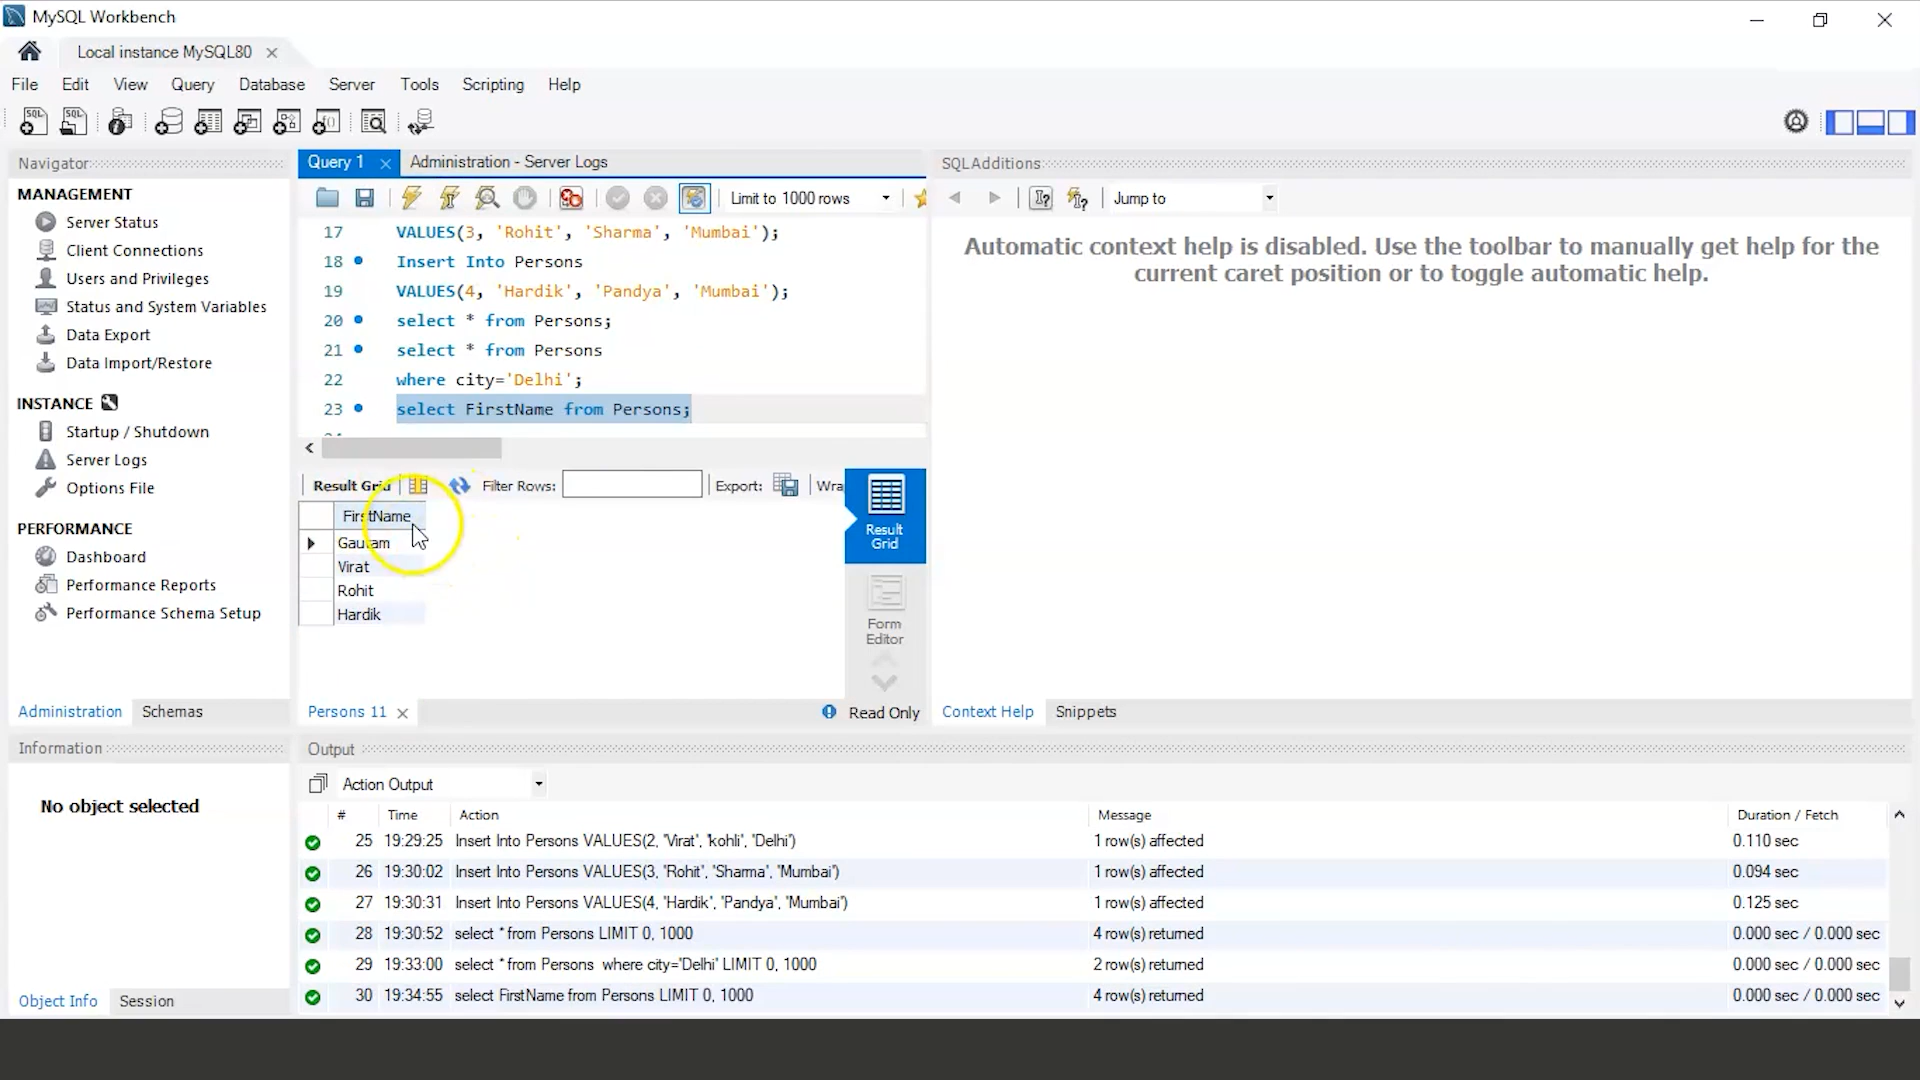 MySQL Workbench
Local instance MySQL80
File Edit View Query Database Server Tools Scripting Help
Navigator
MANAGEMENT
Server Status
Client Connections
Users and Privileges
Status and System Variables
Data Export
Data Import/Restore
INSTANCE
Startup / Shutdown
Server Logs
Options File
PERFORMANCE
Dashboard
Performance Reports
Performance Schema Setup
Administration Schemas
Query 1 Administration - Server Logs
Limit to 1000 rows
17 VALUES(3, 'Rohit', 'Sharma', 'Mumbai');
18 Insert Into Persons
19 VALUES(4, 'Hardik', 'Pandya', 'Mumbai');
20 select * from Persons;
21 select * from Persons
22 where city='Delhi';
23 select FirstName from Persons;
Result Grid Filter Rows: Export: Wra
FirstName
Gautam
Virat
Rohit
Hardik
Result
Grid
Form
Editor
Persons 11 Read Only
SQLAdditions
Jump to
Automatic context help is disabled. Use the toolbar to manually get help for the
current caret position or to toggle automatic help.
Context Help Snippets
Information
No object selected
Object Info Session
Output
Action Output
# Time Action Message Duration / Fetch
25 19:29:25 Insert Into Persons VALUES(2, 'Virat', 'kohli', 'Delhi') 1 row(s) affected 0.110 sec
26 19:30:02 Insert Into Persons VALUES(3, 'Rohit', 'Sharma', 'Mumbai') 1 row(s) affected 0.094 sec
27 19:30:31 Insert Into Persons VALUES(4, 'Hardik', 'Pandya', 'Mumbai') 1 row(s) affected 0.125 sec
28 19:30:52 select * from Persons LIMIT 0, 1000 4 row(s) returned 0.000 sec / 0.000 sec
29 19:33:00 select * from Persons where city='Delhi' LIMIT 0, 1000 2 row(s) returned 0.000 sec / 0.000 sec
30 19:34:55 select FirstName from Persons LIMIT 0, 1000 4 row(s) returned 0.000 sec / 0.000 sec